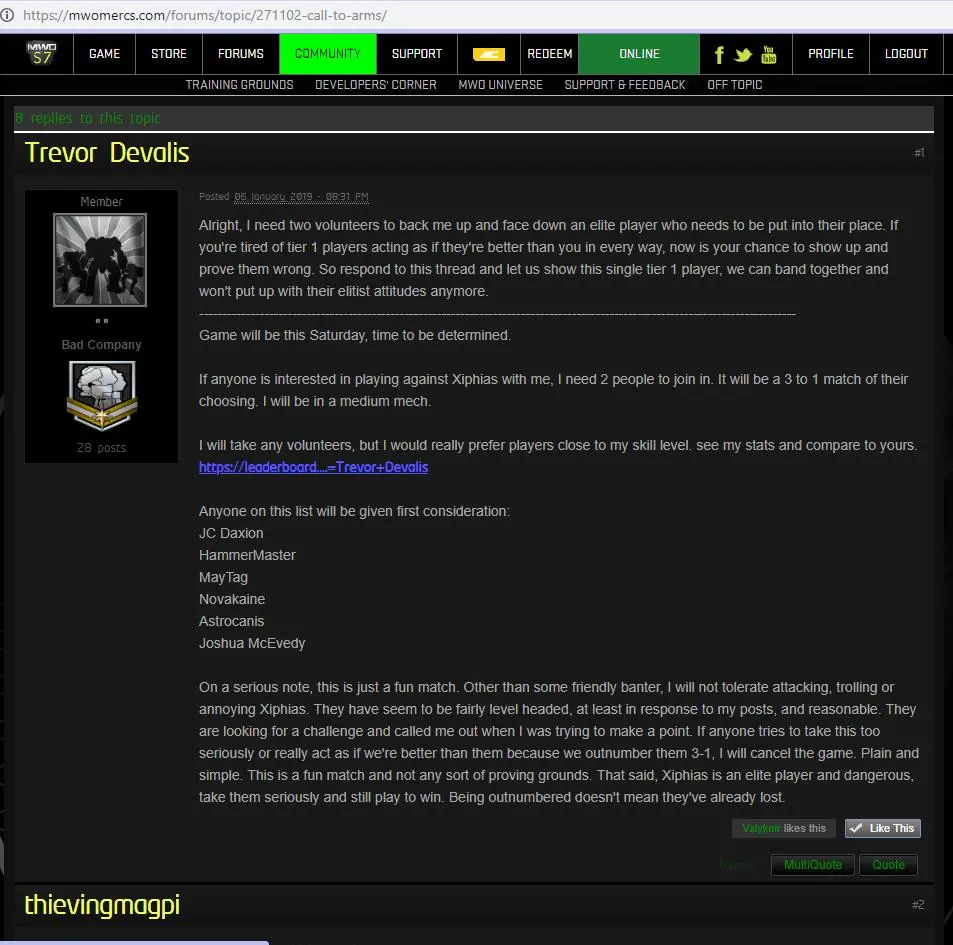 https://mwomercs.com/forums/topic/271102-call-to-arms/
MWO S7 GAME STORE FORUMS COMMUNITY SUPPORT MC REDEEM ONLINE f You Tube PROFILE LOGOUT
TRAINING GROUNDS DEVELOPERS' CORNER MWO UNIVERSE SUPPORT & FEEDBACK OFF TOPIC
8 replies to this topic
Trevor Devalis #1
Member
Posted 06 January 2019 - 08:31 PM
Alright, I need two volunteers to back me up and face down an elite player who needs to be put into their place. If
you're tired of tier 1 players acting as if they're better than you in every way, now is your chance to show up and
prove them wrong. So respond to this thread and let us show this single tier 1 player, we can band together and
won't put up with their elitist attitudes anymore.
Game will be this Saturday, time to be determined.
Bad Company
If anyone is interested in playing against Xiphias with me, I need 2 people to join in. It will be a 3 to 1 match of their
choosing. I will be in a medium mech.
28 posts
I will take any volunteers, but I would really prefer players close to my skill level. see my stats and compare to yours.
https://leaderboard....=Trevor+Devalis
Anyone on this list will be given first consideration:
JC Daxion
HammerMaster
MayTag
Novakaine
Astrocanis
Joshua McEvedy
On a serious note, this is just a fun match. Other than some friendly banter, I will not tolerate attacking, trolling or
annoying Xiphias. They have seem to be fairly level headed, at least in response to my posts, and reasonable. They
are looking for a challenge and called me out when I was trying to make a point. If anyone tries to take this too
seriously or really act as if we're better than them because we outnumber them 3-1, I will cancel the game. Plain and
simple. This is a fun match and not any sort of proving grounds. That said, Xiphias is an elite player and dangerous,
take them seriously and still play to win. Being outnumbered doesn't mean they've already lost.
Valyknir likes this Like This
MultiQuote Quote
thievingmagpi #2